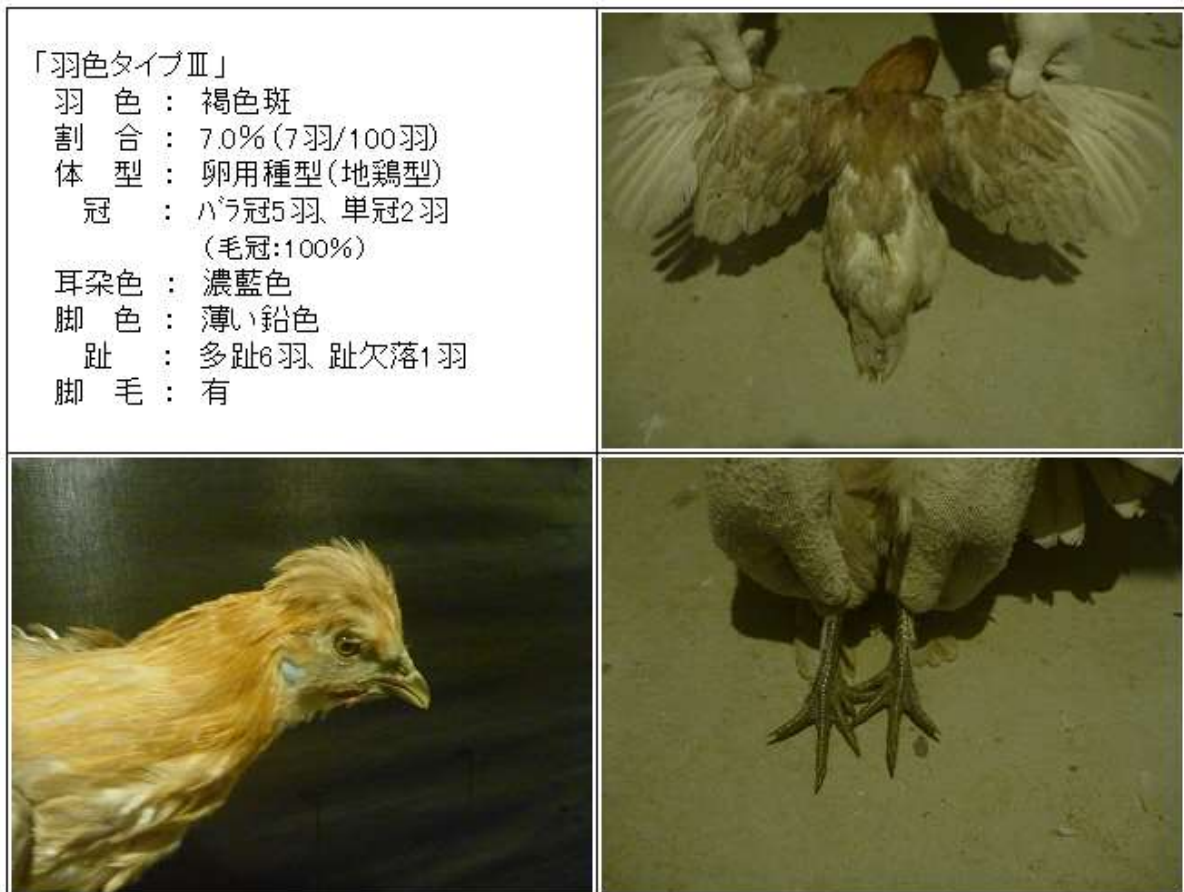 「羽色タイプⅢ」
羽 色 : 褐色斑
割 合 : 7.0%(7羽/100羽)
体 型 : 卵用種型(地鶏型)
冠 : バラ冠5羽、単冠2羽
(毛冠:100%)
耳朶色 : 濃藍色
脚 色 : 薄い鉛色
趾 : 多趾6羽、趾欠落1羽
脚 毛 : 有